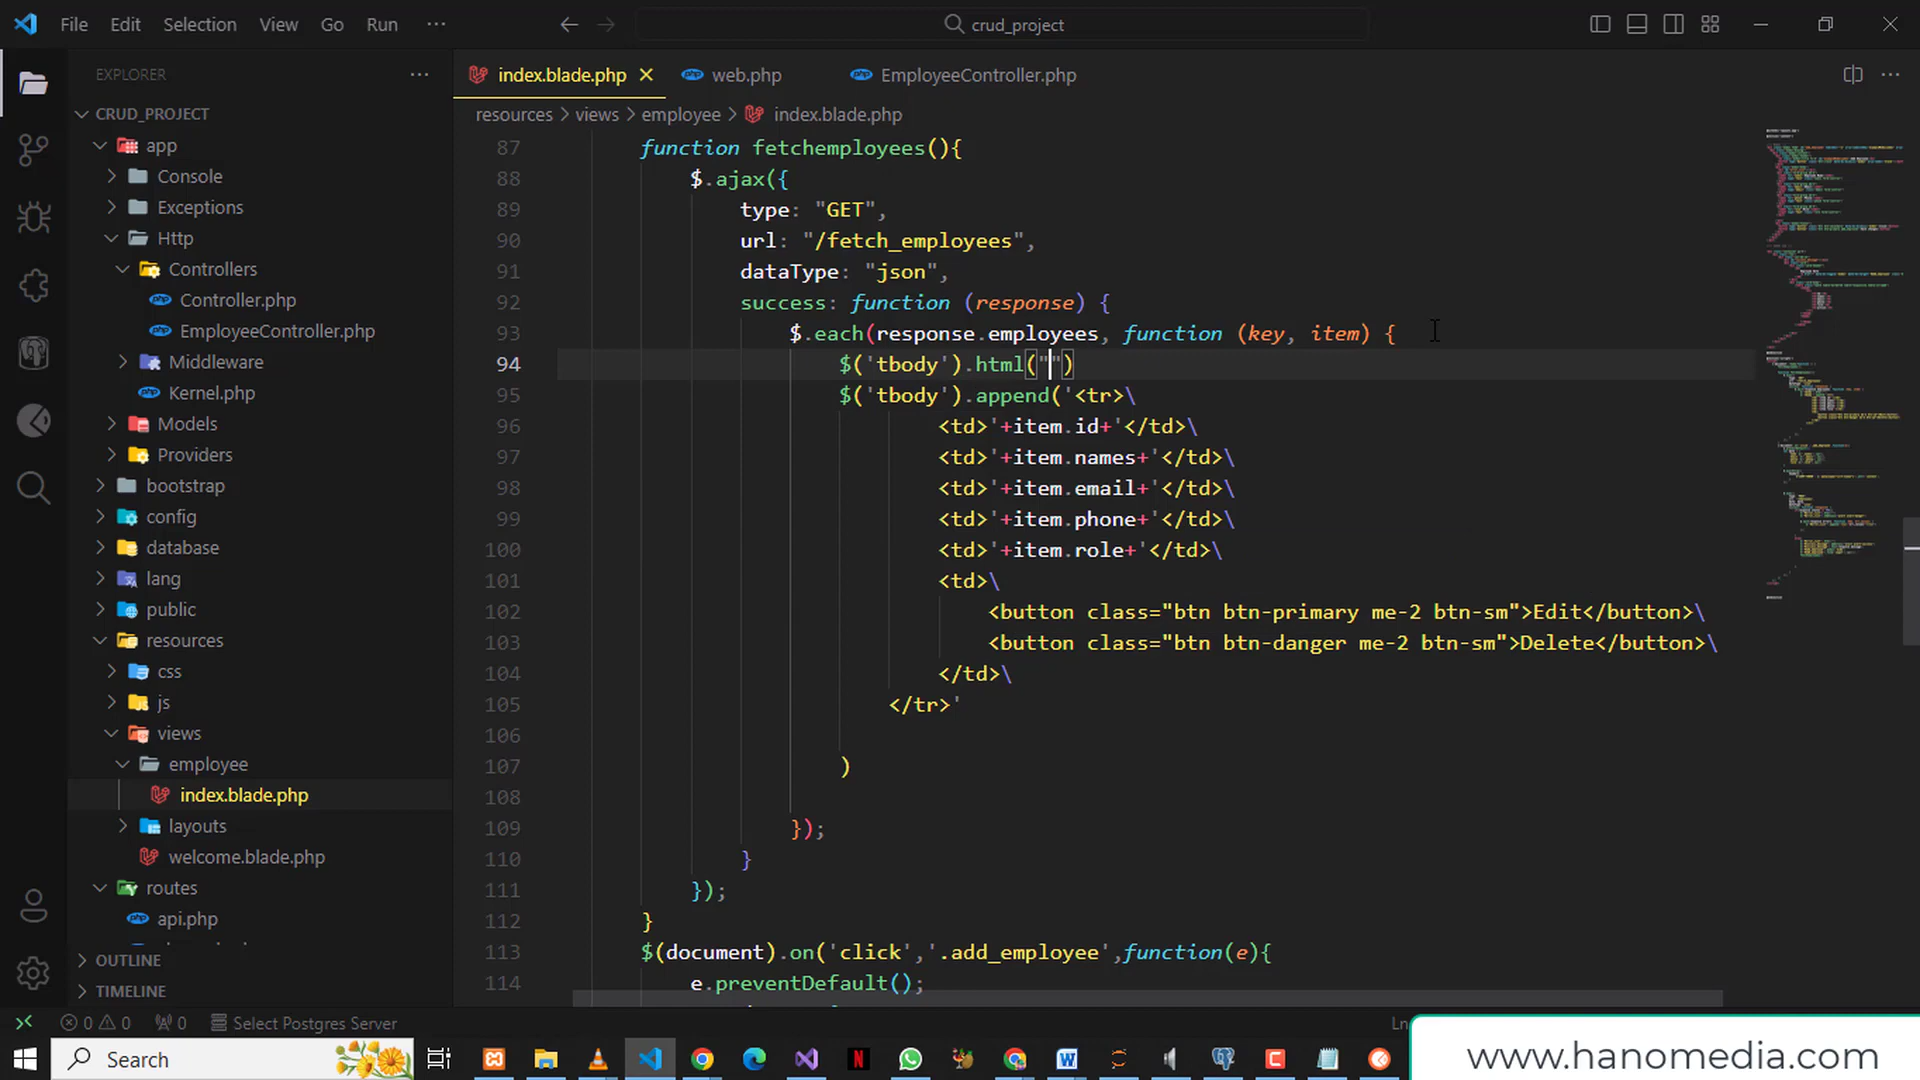 File Edit Selection View Go Run ··· crud_project
EXPLORER ···
CRUD_PROJECT
app
Console
Exceptions
Http
Controllers
Controller.php
EmployeeController.php
Middleware
Kernel.php
Models
Providers
bootstrap
config
database
lang
public
resources
css
js
views
employee
index.blade.php
layouts
welcome.blade.php
routes
api.php
OUTLINE
TIMELINE
index.blade.php web.php EmployeeController.php
resources > views > employee > index.blade.php
87 function fetchemployees(){
88 $.ajax({
89 type: "GET",
90 url: "/fetch_employees",
91 dataType: "json",
92 success: function (response) {
93 $.each(response.employees, function (key, item) {
94 $('tbody').html("")
95 $('tbody').append('<tr>\
96 <td>'+item.id+'</td>\
97 <td>'+item.names+'</td>\
98 <td>'+item.email+'</td>\
99 <td>'+item.phone+'</td>\
100 <td>'+item.role+'</td>\
101 <td>\
102 <button class="btn btn-primary me-2 btn-sm">Edit</button>\
103 <button class="btn btn-danger me-2 btn-sm">Delete</button>\
104 </td>\
105 </tr>'
106
107 )
108
109 });
110 }
111 });
112 }
113 $(document).on('click','.add_employee',function(e){
114 e.preventDefault();
0 0 0 Select Postgres Server Ln
Search
www.hanomedia.com